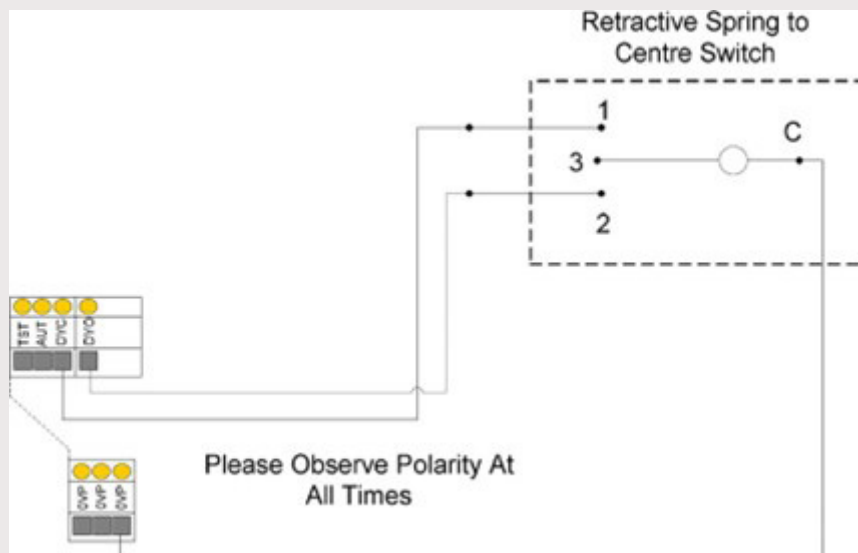 Retractive Spring to
Centre Switch
1
C
3
2
TST
AUT
DYC
DYO
Please Observe Polarity At
All Times
0VP
0VP
0VP